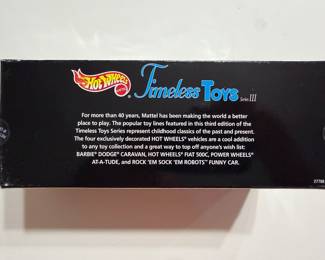 HOT WHEELS
Timeless TOYS Series III
For more than 40 years, Mattel has been making the world a better
place to play. The popular toy lines featured in this third edition of the
Timeless Toys Series represent childhood classics of the past and present.
The four exclusively decorated HOT WHEELS® vehicles are a cool addition
to any toy collection and a great way to top off anyone's wish list:
BARBIE® DODGE® CARAVAN, HOT WHEELS® FIAT 500C, POWER WHEELS®
AT-A-TUDE, and ROCK 'EM SOCK 'EM ROBOTS™ FUNNY CAR.